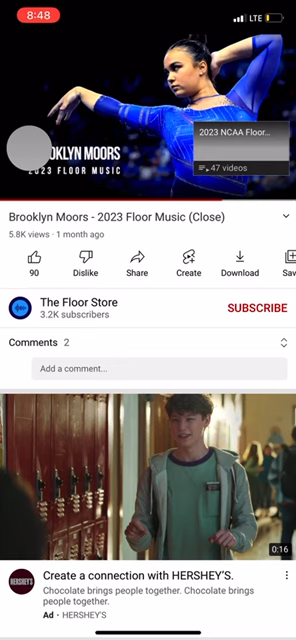 8:48
LTE
2023 NCAA Floor...
47 videos
OKLYN MOORS
2023 FLOOR MUSIC
Brooklyn Moors - 2023 Floor Music (Close)
5.8K views · 1 month ago
90
Dislike
Share
Create
Download
Sav
The Floor Store
3.2K subscribers
SUBSCRIBE
Comments 2
Add a comment...
0:16
HERSHEY'S
Create a connection with HERSHEY'S.
Chocolate brings people together. Chocolate brings
people together.
Ad · HERSHEY'S